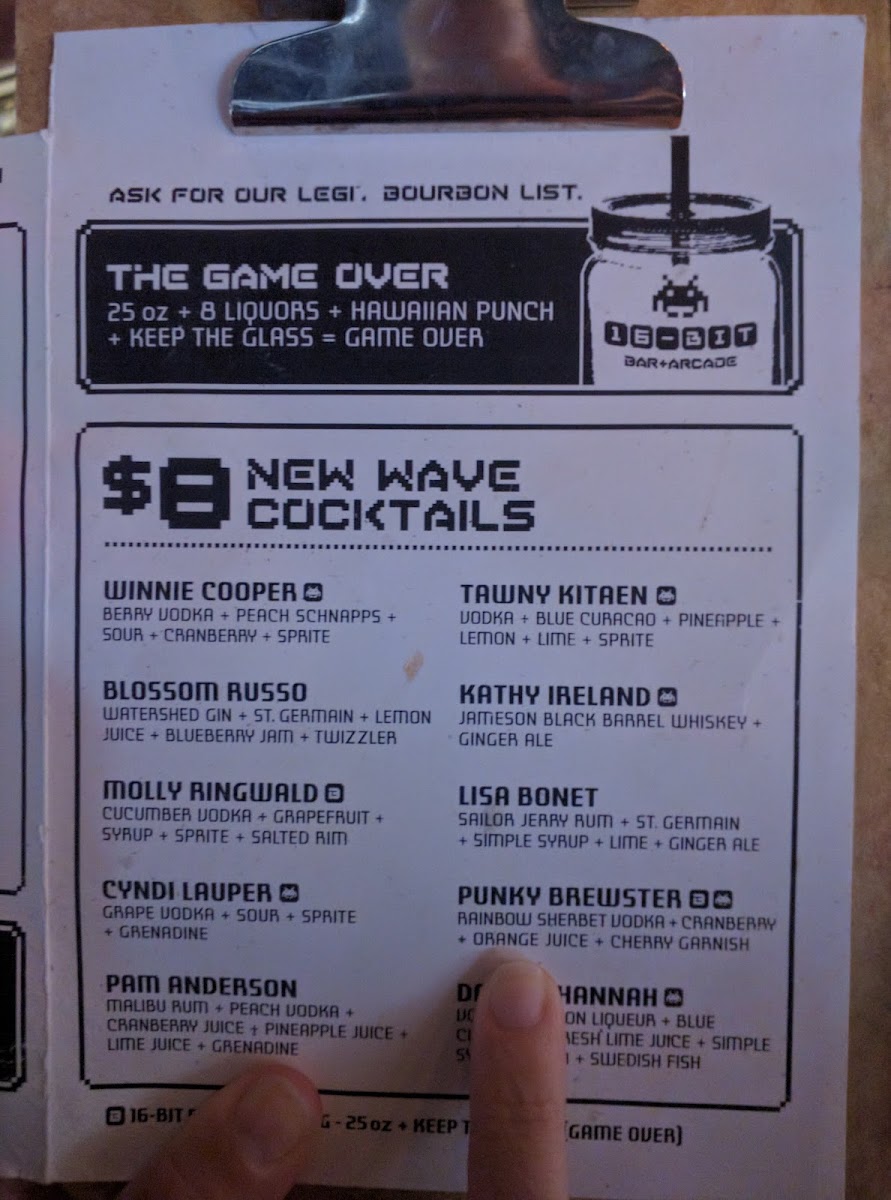 ASK FOR OUR BOURBON LIST.
THE GAME OVER
25 oz + 8 LIQUORS + HAWAIIAN PUNCH
+ KEEP THE GLASS = GAME OVER
16-BIT
BAR+ARCADE
$8 NEW WAVE
COCKTAILS
WINNIE COOPER
BERRY VODKA + PEACH SCHNAPPS +
SOUR + CRANBERRY + SPRITE
BLOSSOM RUSSO
WATERSHED GIN + ST. GERMAIN + LEMON
JUICE + BLUEBERRY JAM + TWIZZLER
MOLLY RINGWALD
CUCUMBER VODKA + GRAPEFRUIT +
SYRUP + SPRITE + SALTED RIM
CYNDI LAUPER
GRAPE VODKA + SOUR + SPRITE
+ GRENADINE
PAM ANDERSON
MALIBU RUM + PEACH VODKA +
CRANBERRY JUICE + PINEAPPLE JUICE +
LIME JUICE + GRENADINE
TAWNY KITAEN
VODKA + BLUE CURACAO + PINEAPPLE +
LEMON + LIME + SPRITE
KATHY IRELAND
JAMESON BLACK BARREL WHISKEY +
GINGER ALE
LISA BONET
SAILOR JERRY RUM + ST. GERMAIN
+ SIMPLE SYRUP + LIME + GINGER ALE
PUNKY BREWSTER
RAINBOW SHERBET VODKA + CRANBERRY
+ ORANGE JUICE + CHERRY GARNISH
HANNAH
LIQUEUR + BLUE
LIME JUICE + SIMPLE
+ SWEDISH FISH
16-BIT - 25 oz + KEEP (GAME OVER)